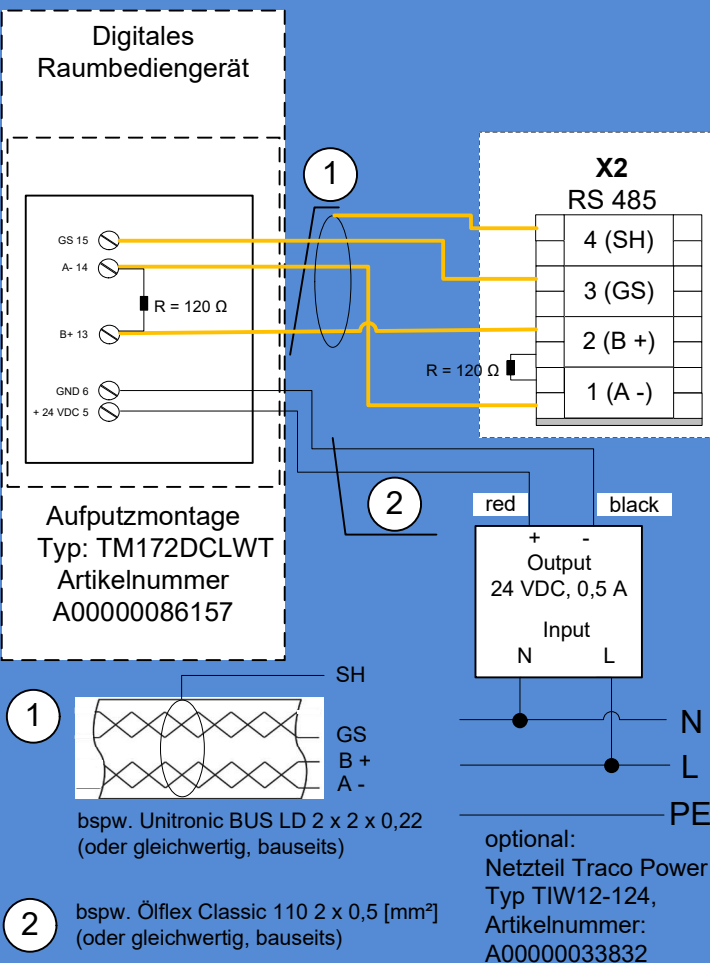 Digitales
Raumbediengerät
1
X2
RS 485
GS 15
4 (SH)
A- 14
3 (GS)
R = 120 Ω
B+ 13
2 (B +)
R = 120 Ω
GND 6
1 (A -)
+ 24 VDC 5
2
red
black
Aufputzmontage
Typ: TM172DCLWT
Artikelnummer
A00000086157
+ -
Output
24 VDC, 0,5 A
Input
N L
SH
1
GS
B +
A -
N
L
PE
bspw. Unitronic BUS LD 2 x 2 x 0,22
(oder gleichwertig, bauseits)
optional:
Netzteil Traco Power
Typ TIW12-124,
Artikelnummer:
A00000033832
2
bspw. Ölflex Classic 110 2 x 0,5 [mm²]
(oder gleichwertig, bauseits)